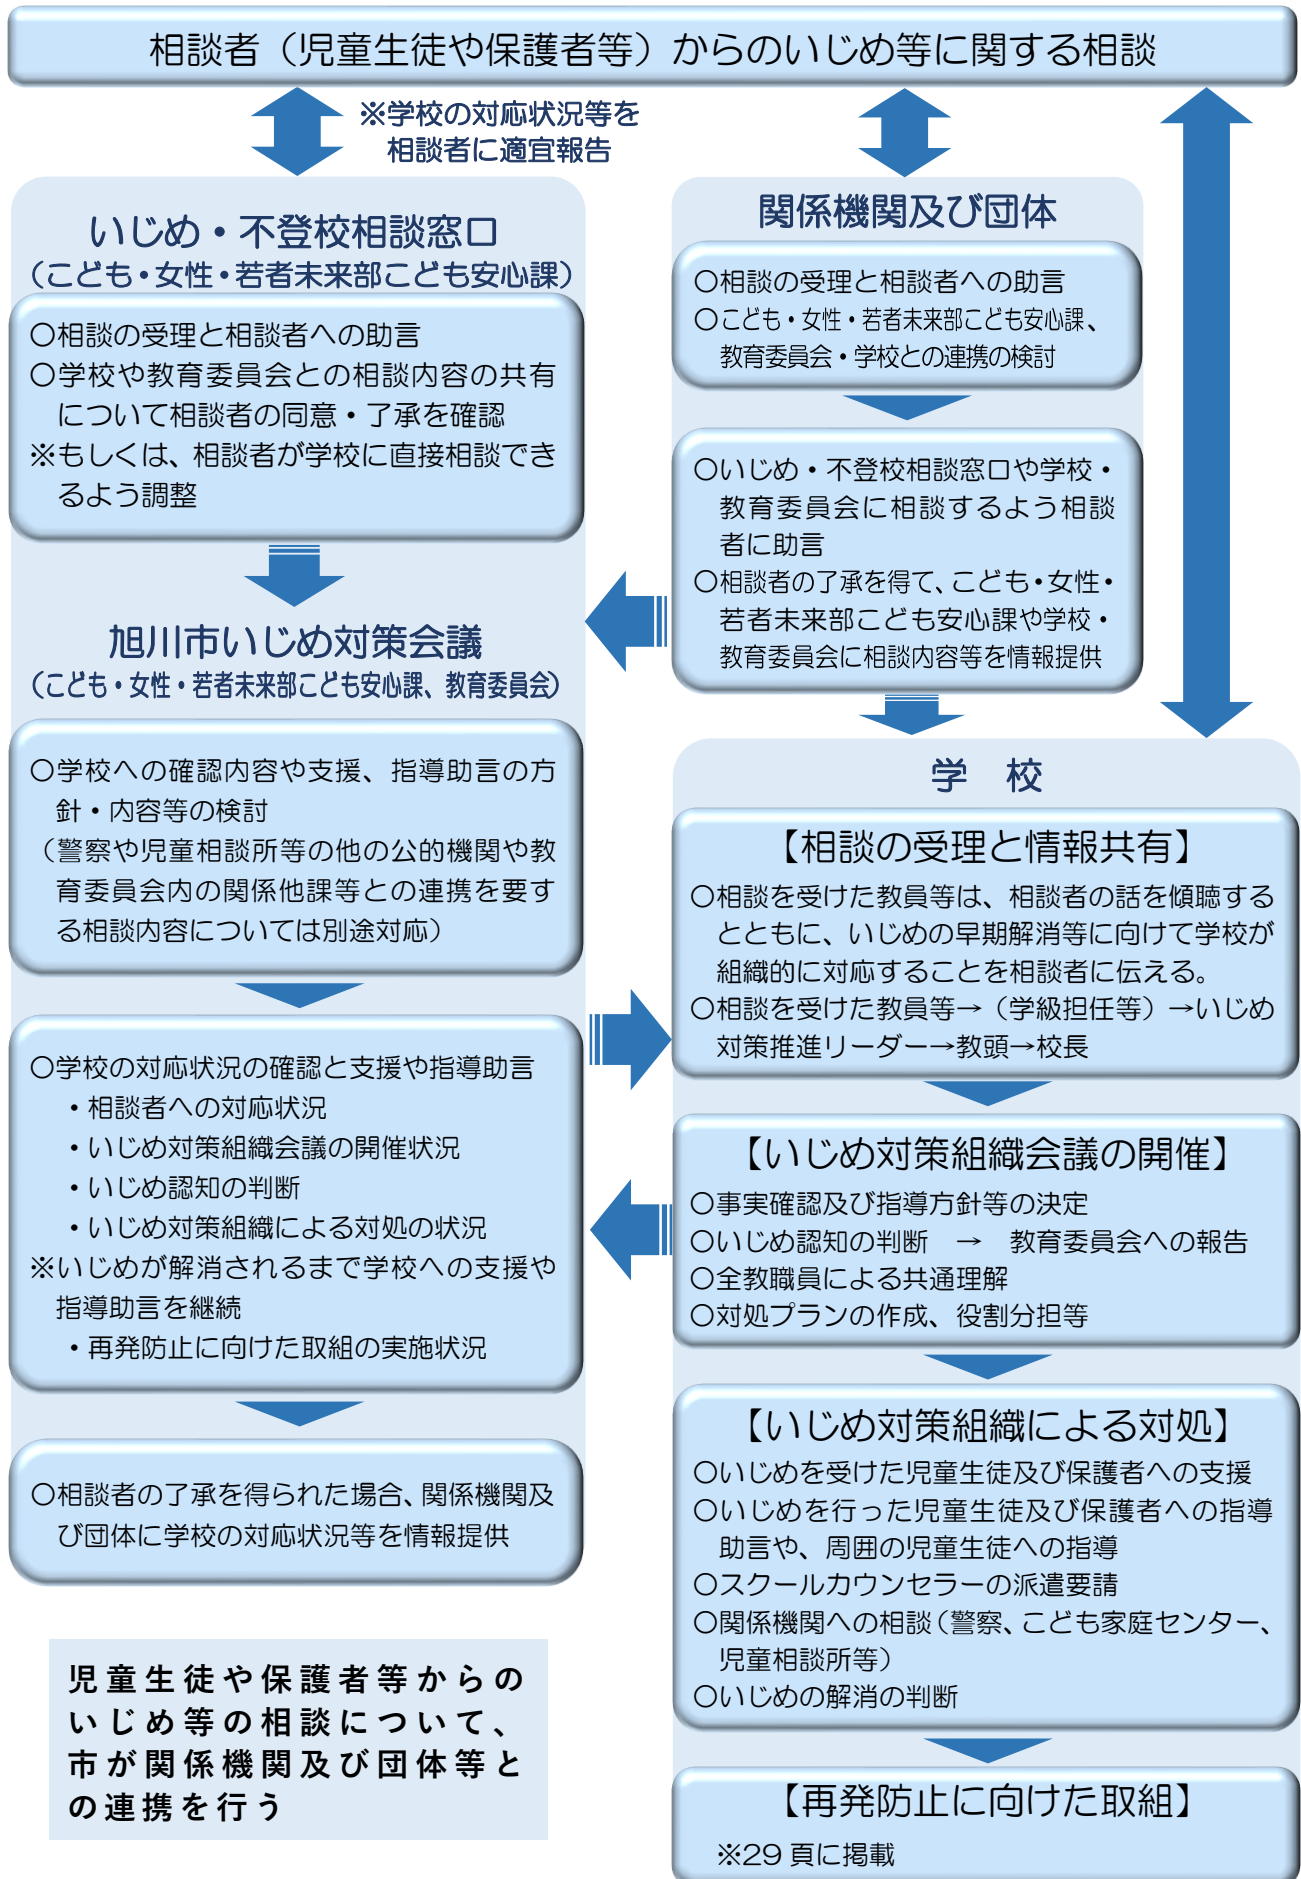 相談者（児童生徒や保護者等）からのいじめ等に関する相談
※学校の対応状況等を
相談者に適宜報告
いじめ・不登校相談窓口
（こども・女性・若者未来部こども安心課）
〇相談の受理と相談者への助言
〇学校や教育委員会との相談内容の共有
について相談者の同意・了承を確認
※もしくは、相談者が学校に直接相談でき
るよう調整
旭川市いじめ対策会議
（こども・女性・若者未来部こども安心課、教育委員会）
〇学校への確認内容や支援、指導助言の方
針・内容等の検討
（警察や児童相談所等の他の公的機関や教
育委員会内の関係他課等との連携を要す
る相談内容については別途対応）
〇学校の対応状況の確認と支援や指導助言
・相談者への対応状況
・いじめ対策組織会議の開催状況
・いじめ認知の判断
・いじめ対策組織による対処の状況
※いじめが解消されるまで学校への支援や
指導助言を継続
・再発防止に向けた取組の実施状況
〇相談者の了承を得られた場合、関係機関及
び団体に学校の対応状況等を情報提供
児童生徒や保護者等からの
いじめ等の相談について、
市が関係機関及び団体等と
の連携を行う
関係機関及び団体
〇相談の受理と相談者への助言
〇こども・女性・若者未来部こども安心課、
教育委員会・学校との連携の検討
〇いじめ・不登校相談窓口や学校・
教育委員会に相談するよう相談
者に助言
〇相談者の了承を得て、こども・女性・
若者未来部こども安心課や学校・
教育委員会に相談内容等を情報提供
学　校
【相談の受理と情報共有】
〇相談を受けた教員等は、相談者の話を傾聴する
とともに、いじめの早期解消等に向けて学校が
組織的に対応することを相談者に伝える。
〇相談を受けた教員等→（学級担任等）→いじめ
対策推進リーダー→教頭→校長
【いじめ対策組織会議の開催】
〇事実確認及び指導方針等の決定
〇いじめ認知の判断　→　教育委員会への報告
〇全教職員による共通理解
〇対処プランの作成、役割分担等
【いじめ対策組織による対処】
〇いじめを受けた児童生徒及び保護者への支援
〇いじめを行った児童生徒及び保護者への指導
助言や、周囲の児童生徒への指導
〇スクールカウンセラーの派遣要請
〇関係機関への相談（警察、こども家庭センター、
児童相談所等）
〇いじめの解消の判断
【再発防止に向けた取組】
※29 頁に掲載